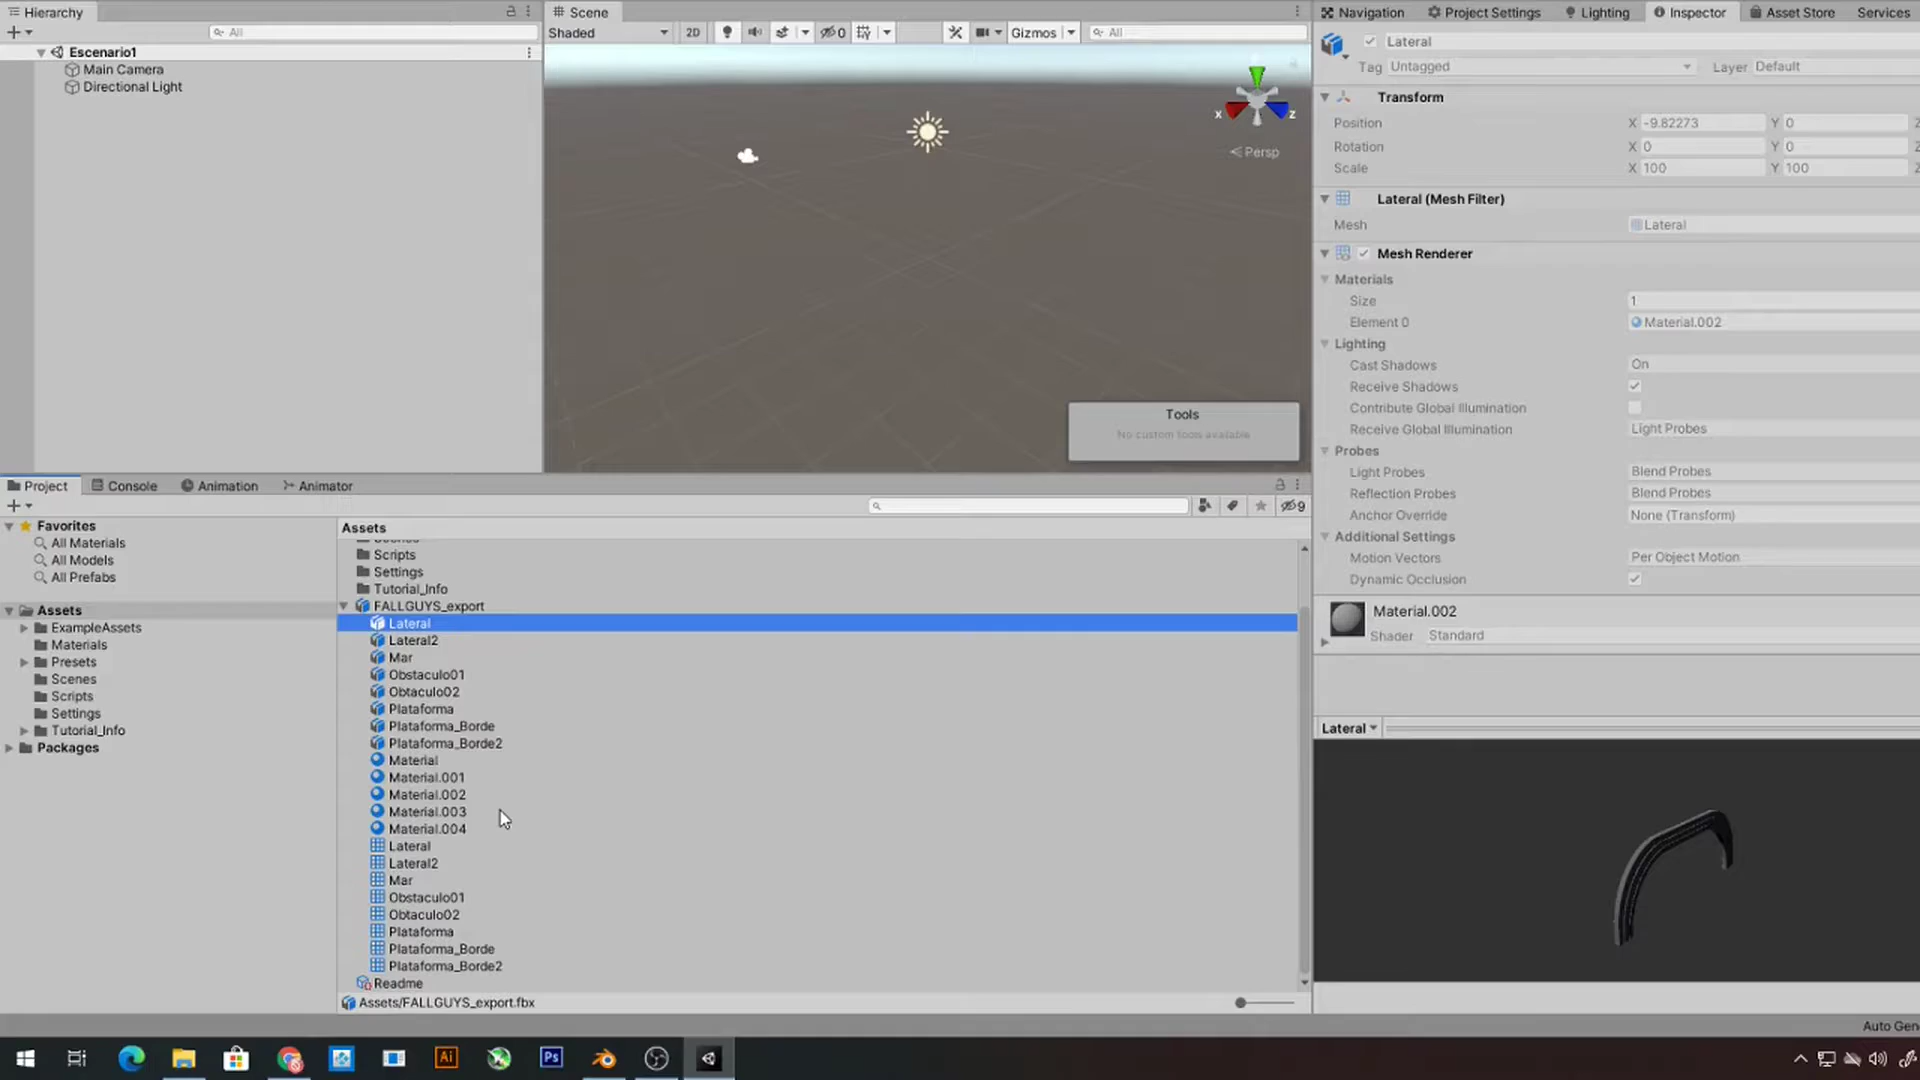 Hierarchy
All
Escenario1
Main Camera
Directional Light
Scene
Shaded
2D
0
Gizmos
All
x
z
Persp
Tools
No custom tools available
Navigation
Project Settings
Lighting
Inspector
Asset Store
Services
Lateral
Tag Untagged
Layer Default
Transform
Position X -9.82273 Y 0 Z
Rotation X 0 Y 0 Z
Scale X 100 Y 100 Z
Lateral (Mesh Filter)
Mesh Lateral
Mesh Renderer
Materials
Size 1
Element 0 Material.002
Lighting
Cast Shadows On
Receive Shadows
Contribute Global Illumination
Receive Global Illumination Light Probes
Probes
Light Probes Blend Probes
Reflection Probes Blend Probes
Anchor Override None (Transform)
Additional Settings
Motion Vectors Per Object Motion
Dynamic Occlusion
Material.002
Shader Standard
Lateral
Project
Console
Animation
Animator
9
Favorites
All Materials
All Models
All Prefabs
Assets
ExampleAssets
Materials
Presets
Scenes
Scripts
Settings
Tutorial_Info
Packages
Assets
Scripts
Settings
Tutorial_Info
FALLGUYS_export
Lateral
Lateral2
Mar
Obstaculo01
Obtaculo02
Plataforma
Plataforma_Borde
Plataforma_Borde2
Material
Material.001
Material.002
Material.003
Material.004
Lateral
Lateral2
Mar
Obstaculo01
Obtaculo02
Plataforma
Plataforma_Borde
Plataforma_Borde2
Readme
Assets/FALLGUYS_export.fbx
Auto Gen
Ai
Ps